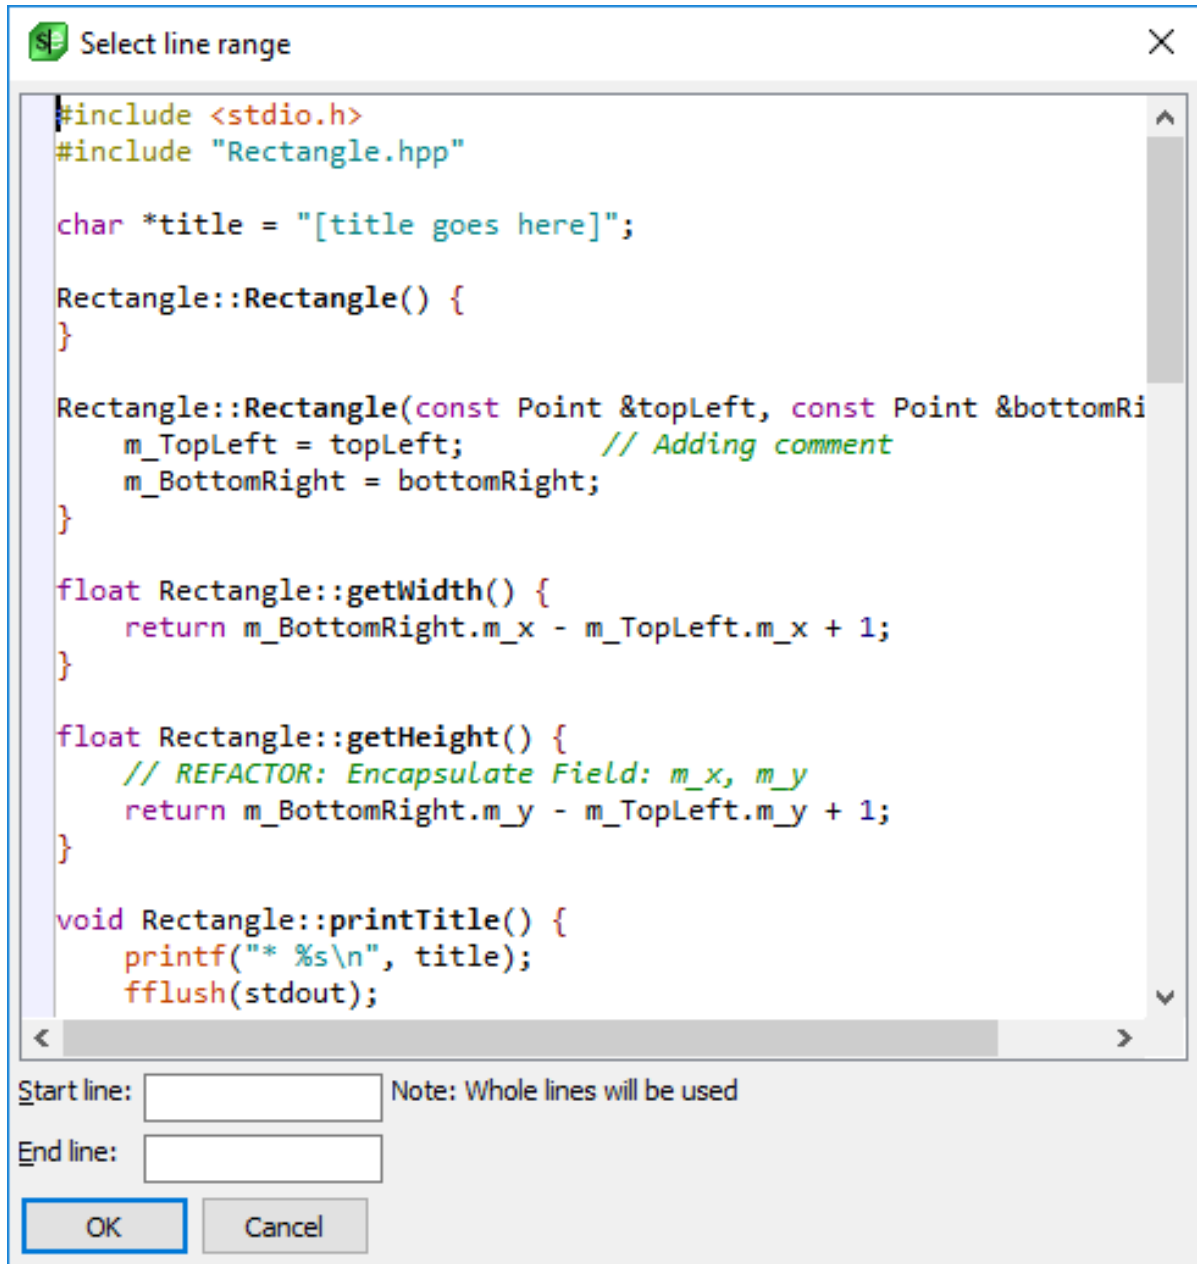 Select line range
#include <stdio.h>
#include "Rectangle.hpp"

char *title = "[title goes here]";

Rectangle::Rectangle() {
}

Rectangle::Rectangle(const Point &topLeft, const Point &bottomRi
    m_TopLeft = topLeft;        // Adding comment
    m_BottomRight = bottomRight;
}

float Rectangle::getWidth() {
    return m_BottomRight.m_x - m_TopLeft.m_x + 1;
}

float Rectangle::getHeight() {
    // REFACTOR: Encapsulate Field: m_x, m_y
    return m_BottomRight.m_y - m_TopLeft.m_y + 1;
}

void Rectangle::printTitle() {
    printf("* %s\n", title);
    fflush(stdout);
Start line: Note: Whole lines will be used
End line:
OK Cancel